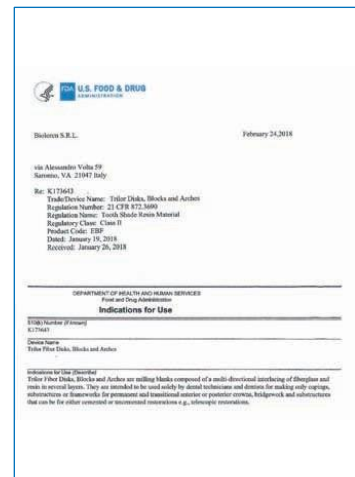 FDA U.S. FOOD & DRUG
ADMINISTRATION
Bioloren S.R.L.
February 24,2018
via Alessandro Volta 59
Saronno, VA 21047 Italy
Re: K173643
Trade/Device Name: Trilor Disks, Blocks and Arches
Regulation Number: 21 CFR 872.3690
Regulation Name: Tooth Shade Resin Material
Regulatory Class: Class II
Product Code: EBF
Dated: January 19, 2018
Received: January 26, 2018
DEPARTMENT OF HEALTH AND HUMAN SERVICES
Food and Drug Administration
Indications for Use
510(k) Number (if known)
K173643
Device Name
Trilor Fiber Disks, Blocks and Arches
Indications for Use (Describe)
Trilor Fiber Disks, Blocks and Arches are milling blanks composed of a multi-directional interlacing of fiberglass and
resin in several layers. They are intended to be used solely by dental technicians and dentists for making only copings,
substructures or frameworks for permanent and transitional anterior or posterior crowns, bridgework and substructures
that can be for either cemented or uncemented restorations e.g., telescopic restorations.